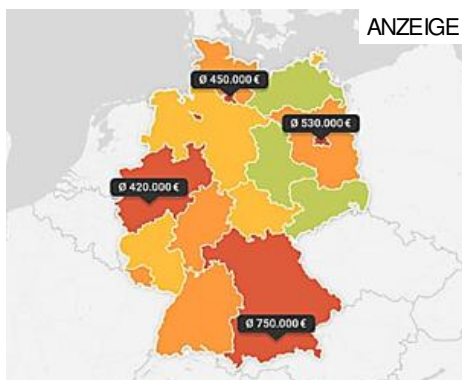 ANZEIGE
Ø 450.000 €
Ø 530.000 €
Ø 420.000 €
Ø 750.000 €